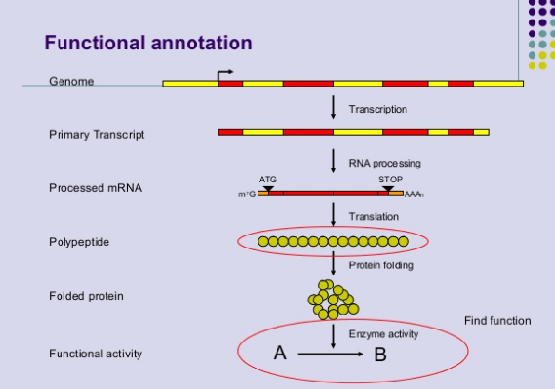 Functional annotation
Genome
Transcription
Primary Transcript
RNA processing
ATG STOP
Processed mRNA
m⁷G AAAₙ
Translation
Polypeptide
Protein folding
Folded protein
Find function
Enzyme activity
Functional activity
A B